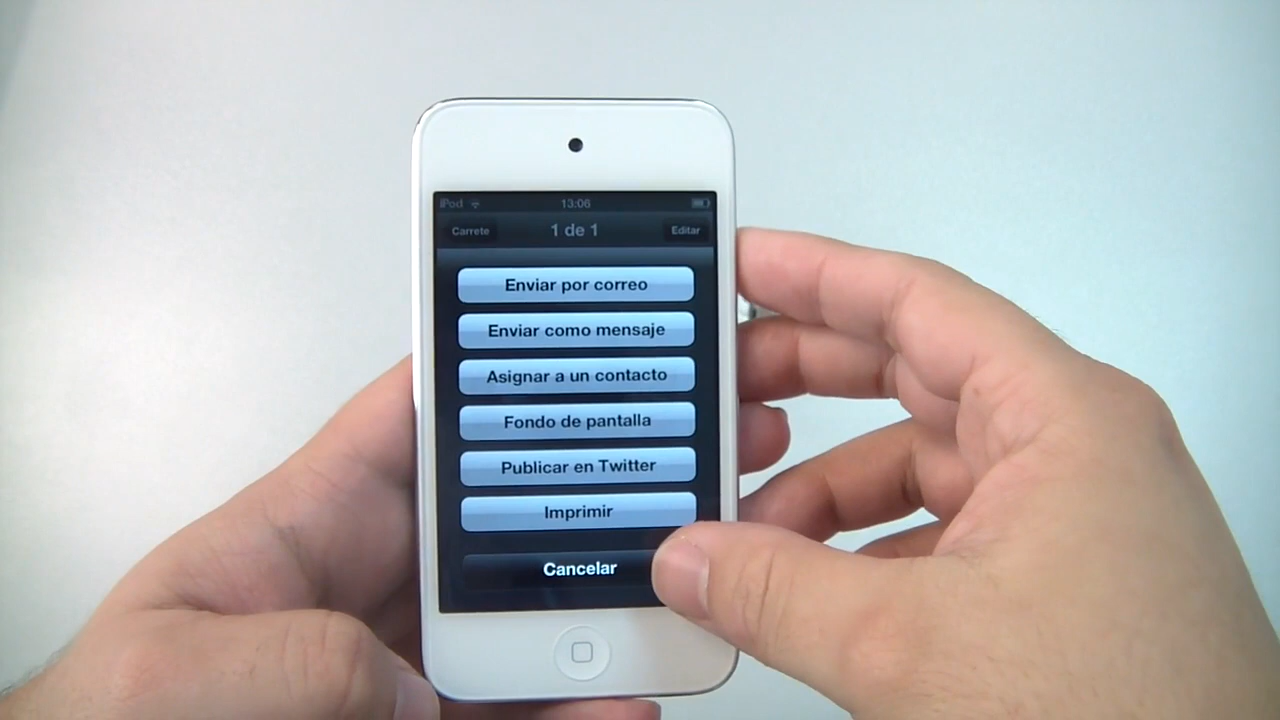 iPod 13:06
Carrete 1 de 1 Editar
Enviar por correo
Enviar como mensaje
Asignar a un contacto
Fondo de pantalla
Publicar en Twitter
Imprimir
Cancelar